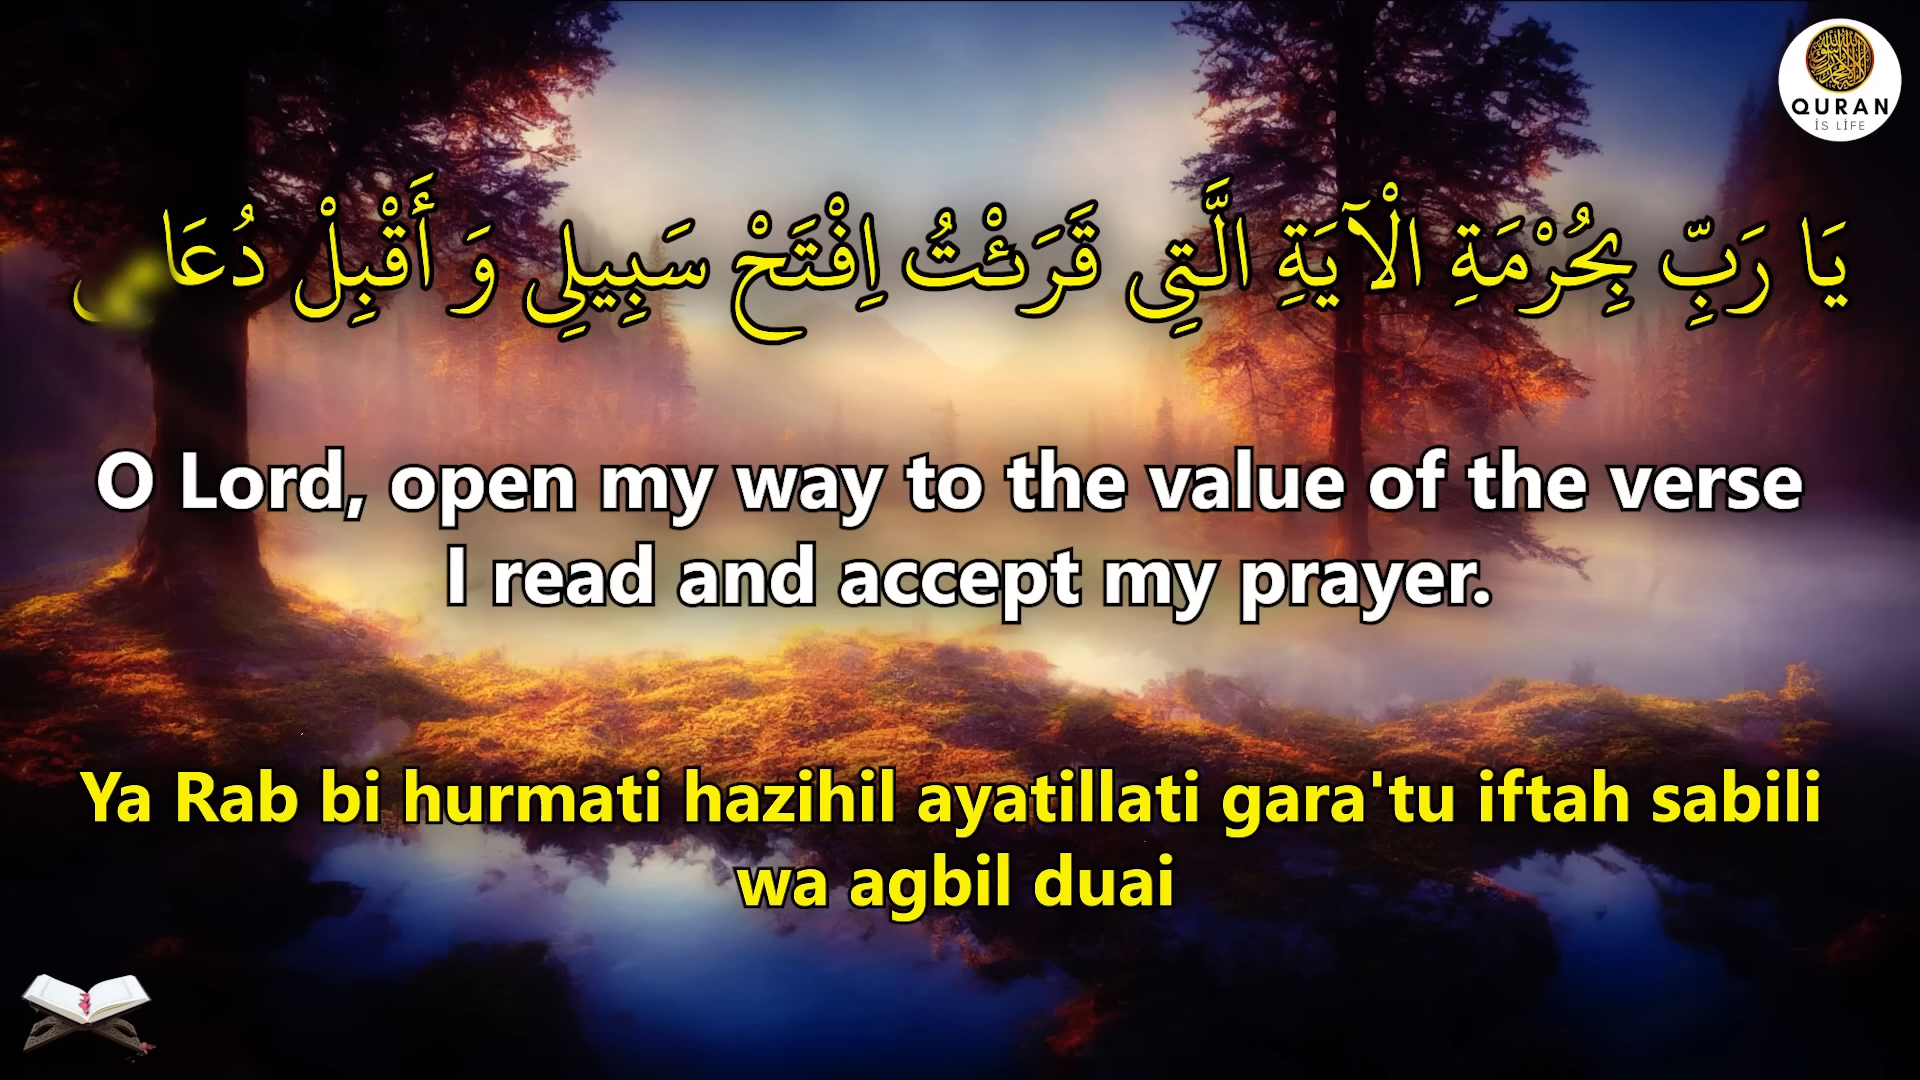 QURAN
İS LİFE
يَا رَبِّ بِحُرْمَةِ الْآيَةِ الَّتِى قَرَئْتُ اِفْتَحْ سَبِيلِى وَ أَقْبِلْ
O Lord, open my way to the value of the verse
I read and accept my prayer.
Ya Rab bi hurmati hazihil ayatillati gara'tu iftah sabili
wa agbil duai